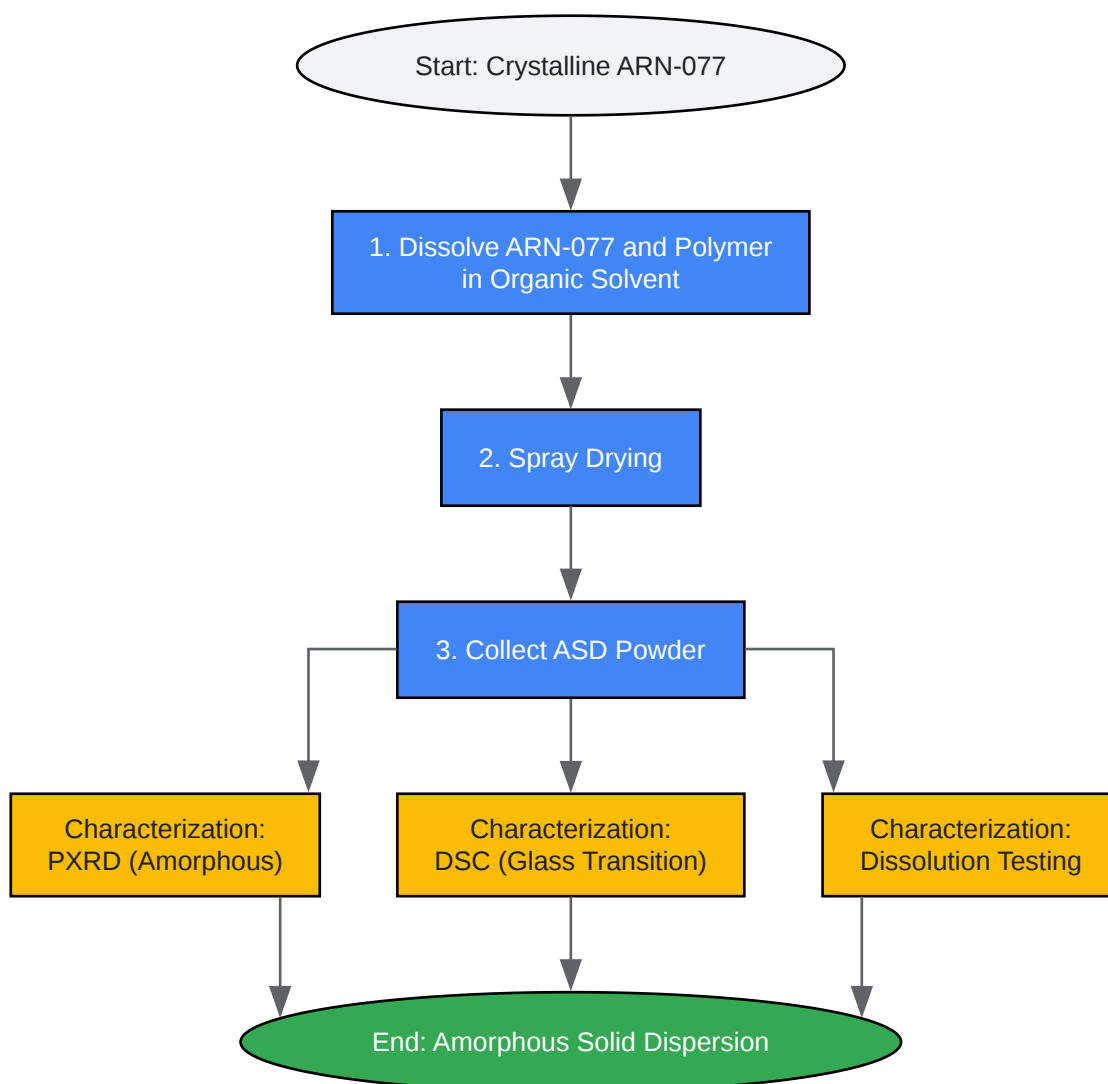 Start: Crystalline ARN-077
1. Dissolve ARN-077 and Polymer
in Organic Solvent
2. Spray Drying
3. Collect ASD Powder
Characterization:
PXRD (Amorphous)
Characterization:
DSC (Glass Transition)
Characterization:
Dissolution Testing
End: Amorphous Solid Dispersion